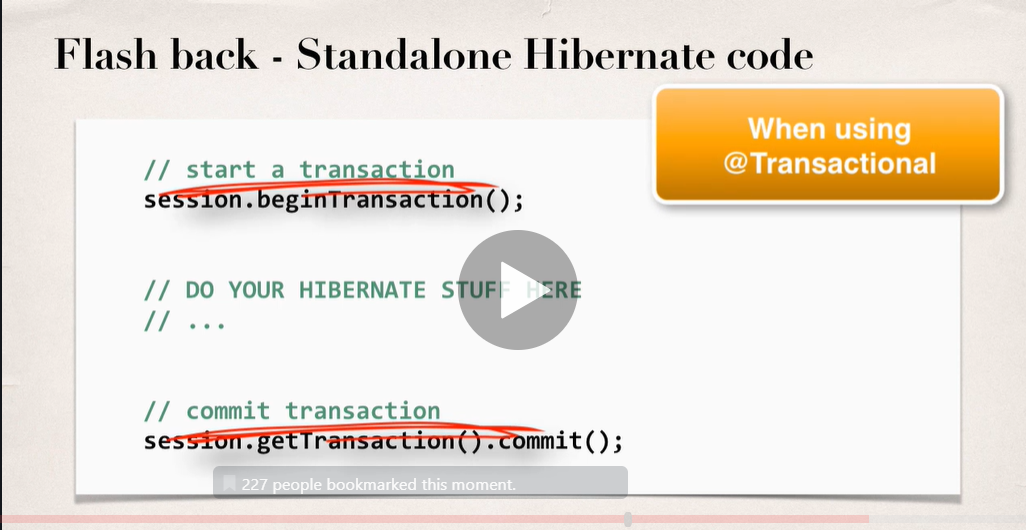 Flash back - Standalone Hibernate code
When using
@Transactional
// start a transaction
session.beginTransaction();
// DO YOUR HIBERNATE STUFF HERE
// ...
// commit transaction
session.getTransaction().commit();
227 people bookmarked this moment.